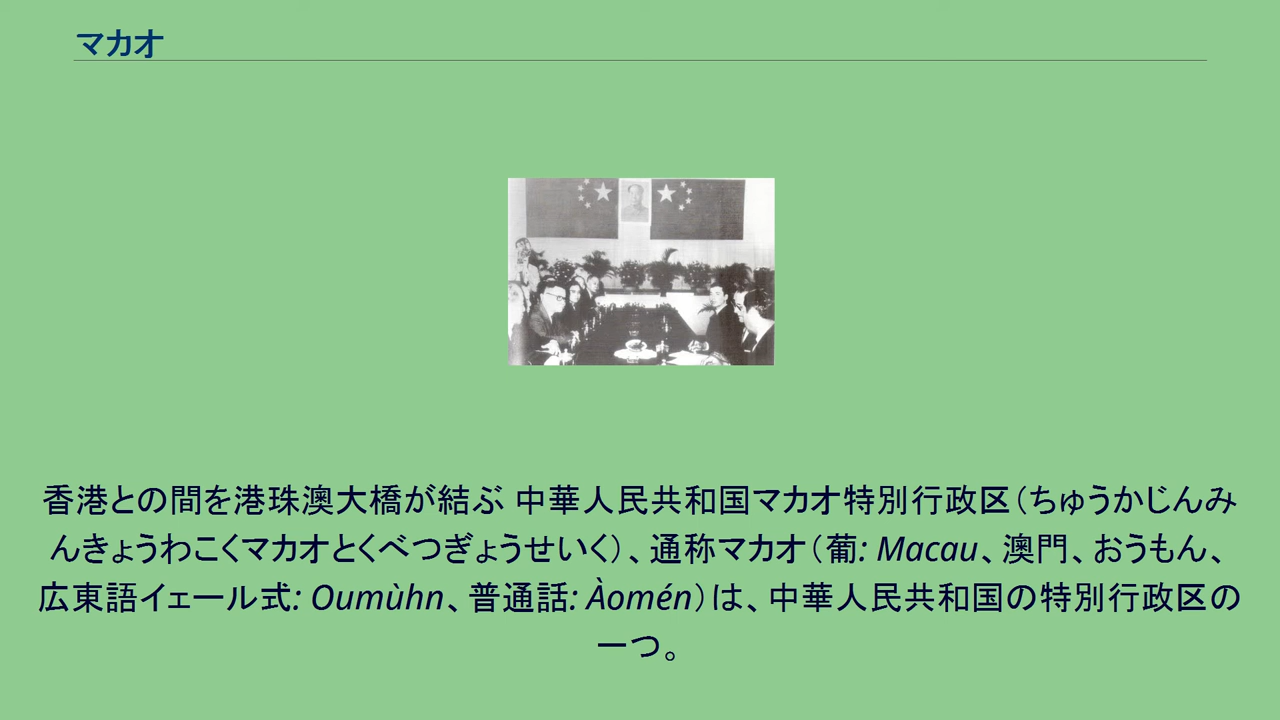 マカオ
香港との間を港珠澳大橋が結ぶ 中華人民共和国マカオ特別行政区（ちゅうかじんみ
んきょうわこくマカオとくべつぎょうせいく）、通称マカオ（葡: Macau、澳門、おうもん、
広東語イェール式: Oumùhn、普通話: Àomén）は、中華人民共和国の特別行政区の
一つ。